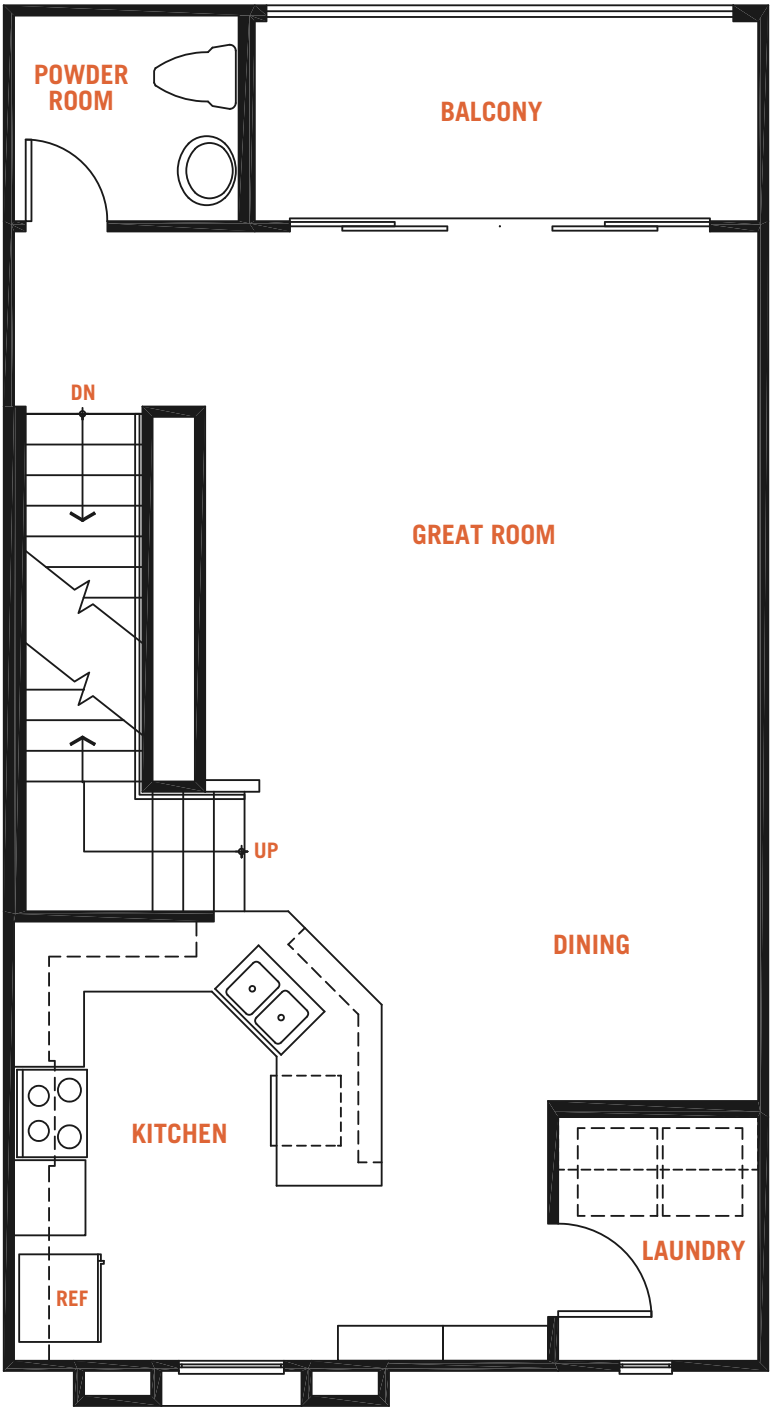 POWDER
ROOM
BALCONY
DN
GREAT ROOM
UP
DINING
KITCHEN
LAUNDRY
REF